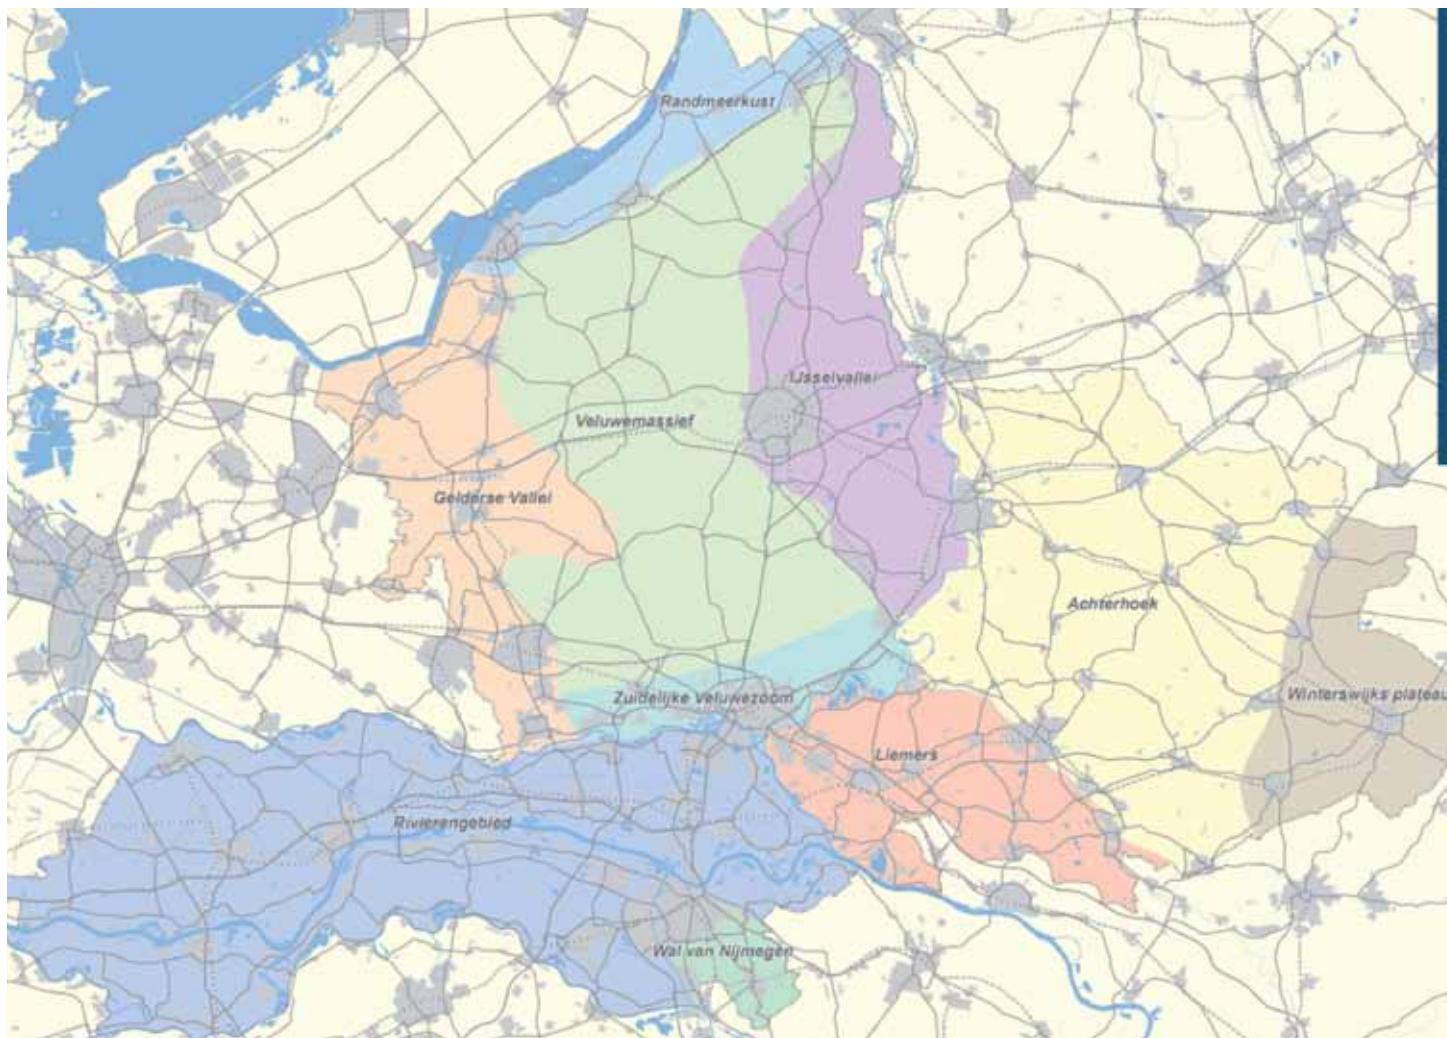 Randmeerkust
IJsselvallei
Veluwemassief
Gelderse Vallei
Achterhoek
Zuidelijke Veluwezoom
Winterswijks plateau
Liemers
Rivierengebied
Wal van Nijmegen